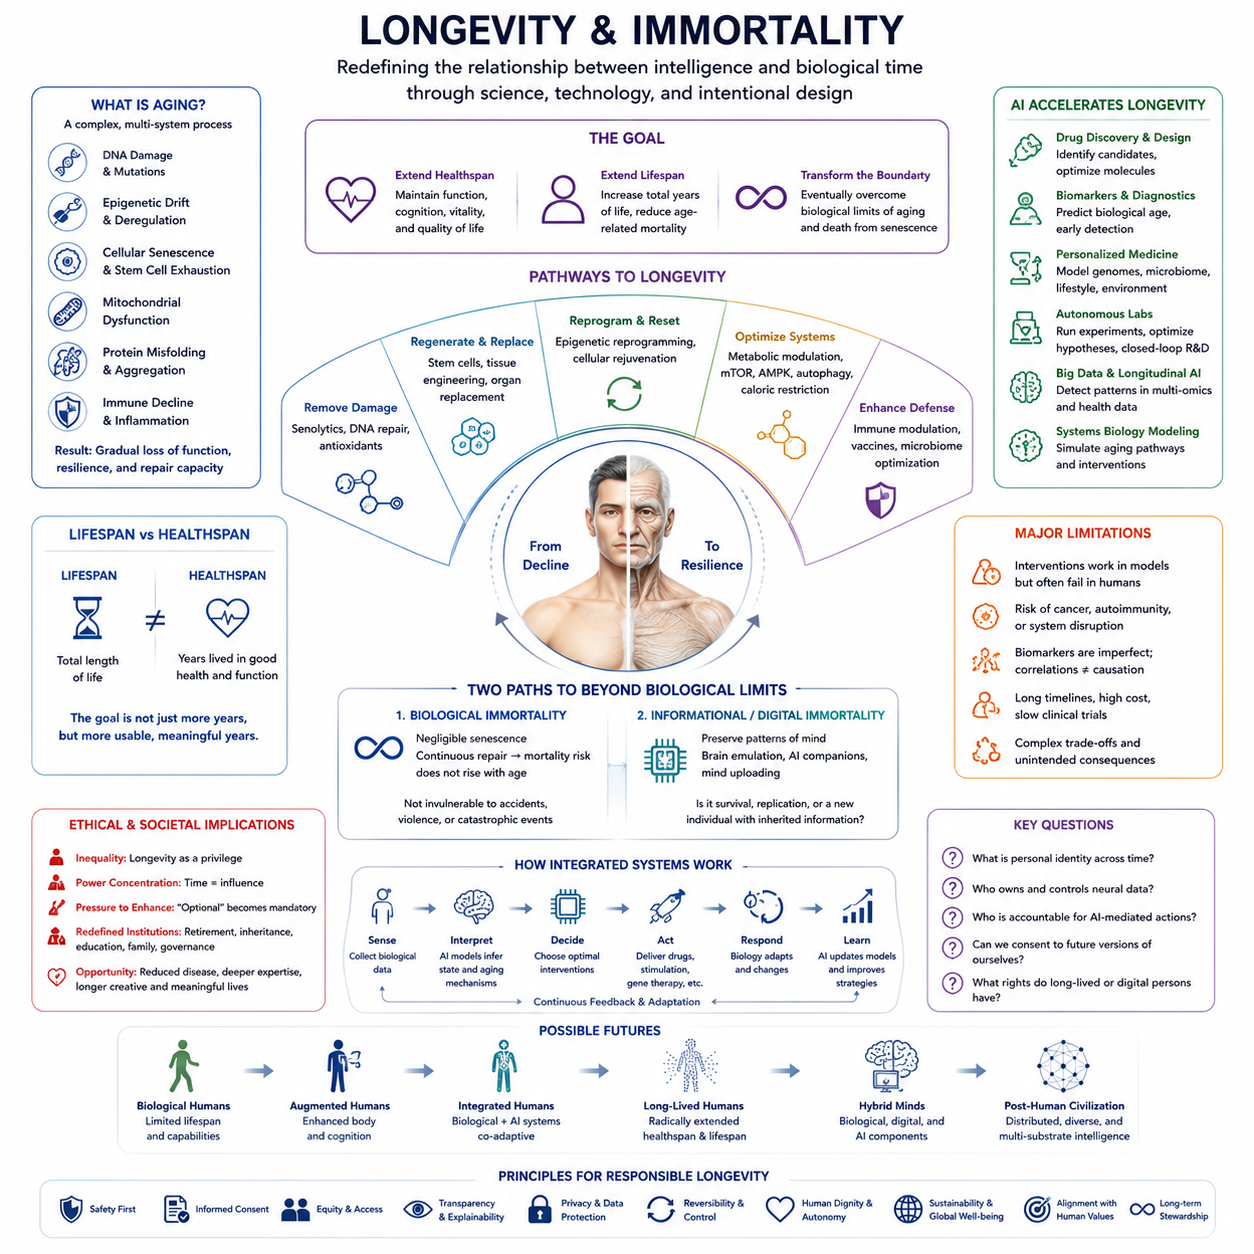 LONGEVITY & IMMORTALITY
Redefining the relationship between intelligence and biological time
through science, technology, and intentional design
WHAT IS AGING?
A complex, multi-system process
DNA Damage
& Mutations
Epigenetic Drift
& Deregulation
Cellular Senescence
& Stem Cell Exhaustion
Mitochondrial
Dysfunction
Protein Misfolding
& Aggregation
Immune Decline
& Inflammation
Result: Gradual loss of function,
resilience, and repair capacity
THE GOAL
Extend Healthspan
Maintain function,
cognition, vitality,
and quality of life
Extend Lifespan
Increase total years
of life, reduce age-
related mortality
Transform the Boundarty
Eventually overcome
biological limits of aging
and death from senescence
AI ACCELERATES LONGEVITY
Drug Discovery & Design
Identify candidates,
optimize molecules
Biomarkers & Diagnostics
Predict biological age,
early detection
Personalized Medicine
Model genomes, microbiome,
lifestyle, environment
Autonomous Labs
Run experiments, optimize
hypotheses, closed-loop R&D
Big Data & Longitudinal AI
Detect patterns in multi-omics
and health data
Systems Biology Modeling
Simulate aging pathways
and interventions
PATHWAYS TO LONGEVITY
Remove Damage
Senolytics, DNA repair,
antioxidants
Regenerate & Replace
Stem cells, tissue
engineering, organ
replacement
Reprogram & Reset
Epigenetic reprogramming,
cellular rejuvenation
Optimize Systems
Metabolic modulation,
mTOR, AMPK, autophagy,
caloric restriction
Enhance Defense
Immune modulation,
vaccines, microbiome
optimization
From
Decline
To
Resilience
LIFESPAN vs HEALTHSPAN
LIFESPAN
Total length
of life
≠
HEALTHSPAN
Years lived in good
health and function
The goal is not just more years,
but more usable, meaningful years.
MAJOR LIMITATIONS
Interventions work in models
but often fail in humans
Risk of cancer, autoimmunity,
or system disruption
Biomarkers are imperfect;
correlations ≠ causation
Long timelines, high cost,
slow clinical trials
Complex trade-offs and
unintended consequences
TWO PATHS TO BEYOND BIOLOGICAL LIMITS
1. BIOLOGICAL IMMORTALITY
Negligible senescence
Continuous repair → mortality risk
does not rise with age
Not invulnerable to accidents,
violence, or catastrophic events
2. INFORMATIONAL / DIGITAL IMMORTALITY
Preserve patterns of mind
Brain emulation, AI companions,
mind uploading
Is it survival, replication, or a new
individual with inherited information?
ETHICAL & SOCIETAL IMPLICATIONS
Inequality: Longevity as a privilege
Power Concentration: Time = influence
Pressure to Enhance: "Optional" becomes mandatory
Redefined Institutions: Retirement, inheritance,
education, family, governance
Opportunity: Reduced disease, deeper expertise,
longer creative and meaningful lives
HOW INTEGRATED SYSTEMS WORK
Sense
Collect biological
data
Interpret
AI models infer
state and aging
mechanisms
Decide
Choose optimal
interventions
Act
Deliver drugs,
stimulation,
gene therapy, etc.
Respond
Biology adapts
and changes
Learn
AI updates models
and improves
strategies
Continuous Feedback & Adaptation
KEY QUESTIONS
? What is personal identity across time?
? Who owns and controls neural data?
? Who is accountable for AI-mediated actions?
? Can we consent to future versions of
ourselves?
? What rights do long-lived or digital persons
have?
POSSIBLE FUTURES
Biological Humans
Limited lifespan
and capabilities
Augmented Humans
Enhanced body
and cognition
Integrated Humans
Biological + AI systems
co-adaptive
Long-Lived Humans
Radically extended
healthspan & lifespan
Hybrid Minds
Biological, digital, and
AI components
Post-Human Civilization
Distributed, diverse, and
multi-substrate intelligence
PRINCIPLES FOR RESPONSIBLE LONGEVITY
Safety First
Informed Consent
Equity & Access
Transparency
& Explainability
Privacy & Data
Protection
Reversibility &
Control
Human Dignity &
Autonomy
Sustainability &
Global Well-being
Alignment with
Human Values
Long-term
Stewardship